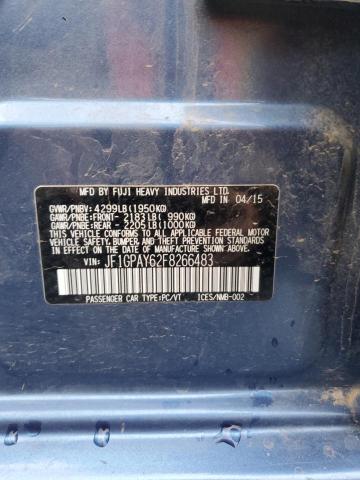 MFD BY FUJI HEAVY INDUSTRIES LTD.
IN 04/15
GVWR/PNBV: 4299LB(1950KG)
GAWR/PNBE:FRONT- 2183LB( 990KG)
GAWR/PNBE:REAR - 2205LB(1000KG)
THIS VEHICLE CONFORMS TO ALL APPLICABLE
FEDERAL MOTOR VEHICLE SAFETY,
BUMPER, AND THEFT PREVENTION
STANDARDS IN EFFECT ON THE DATE OF
MANUFACTURE SHOWN ABOVE.
VIN: JF1GPAY62F8266483
PASSENGER CAR TYPE:PC/VT ICES/NMB-002